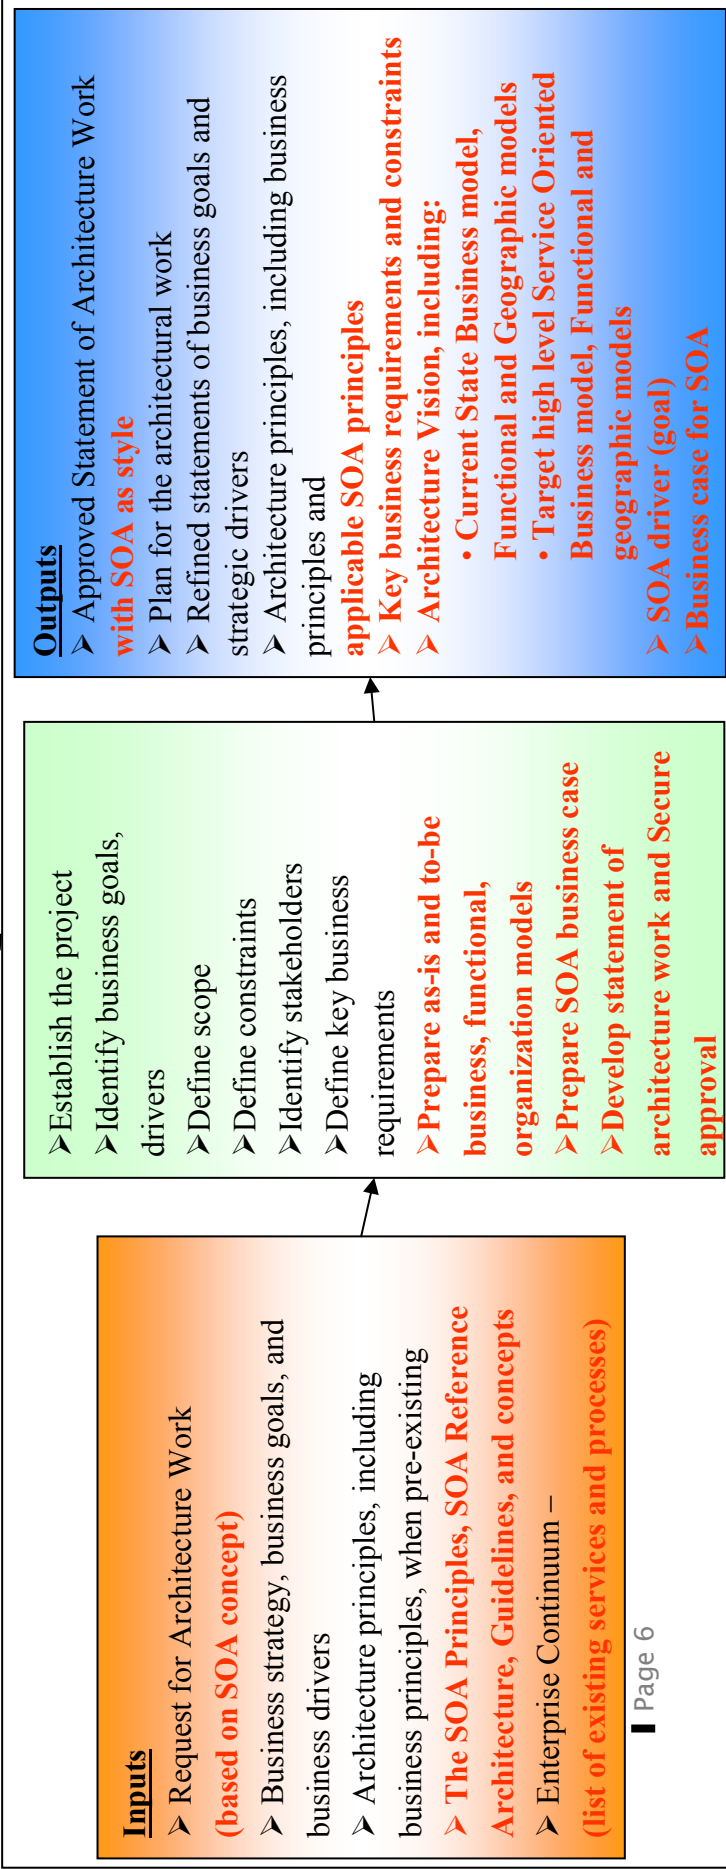 Inputs
➢ Request for Architecture Work
(based on SOA concept)
➢ Business strategy, business goals, and
business drivers
➢ Architecture principles, including
business principles, when pre-existing
➢ The SOA Principles, SOA Reference
Architecture, Guidelines, and concepts
➢ Enterprise Continuum –
(list of existing services and processes)
➢Establish the project
➢Identify business goals,
drivers
➢Define scope
➢Define constraints
➢Identify stakeholders
➢Define key business
requirements
➢Prepare as-is and to-be
business, functional,
organization models
➢Prepare SOA business case
➢Develop statement of
architecture work and Secure
approval
Outputs
➢ Approved Statement of Architecture Work
with SOA as style
➢ Plan for the architectural work
➢ Refined statements of business goals and
strategic drivers
➢ Architecture principles, including business
principles and
applicable SOA principles
➢ Key business requirements and constraints
➢ Architecture Vision, including:
• Current State Business model,
Functional and Geographic models
• Target high level Service Oriented
Business model, Functional and
geographic models
➢ SOA driver (goal)
➢Business case for SOA
Page 6